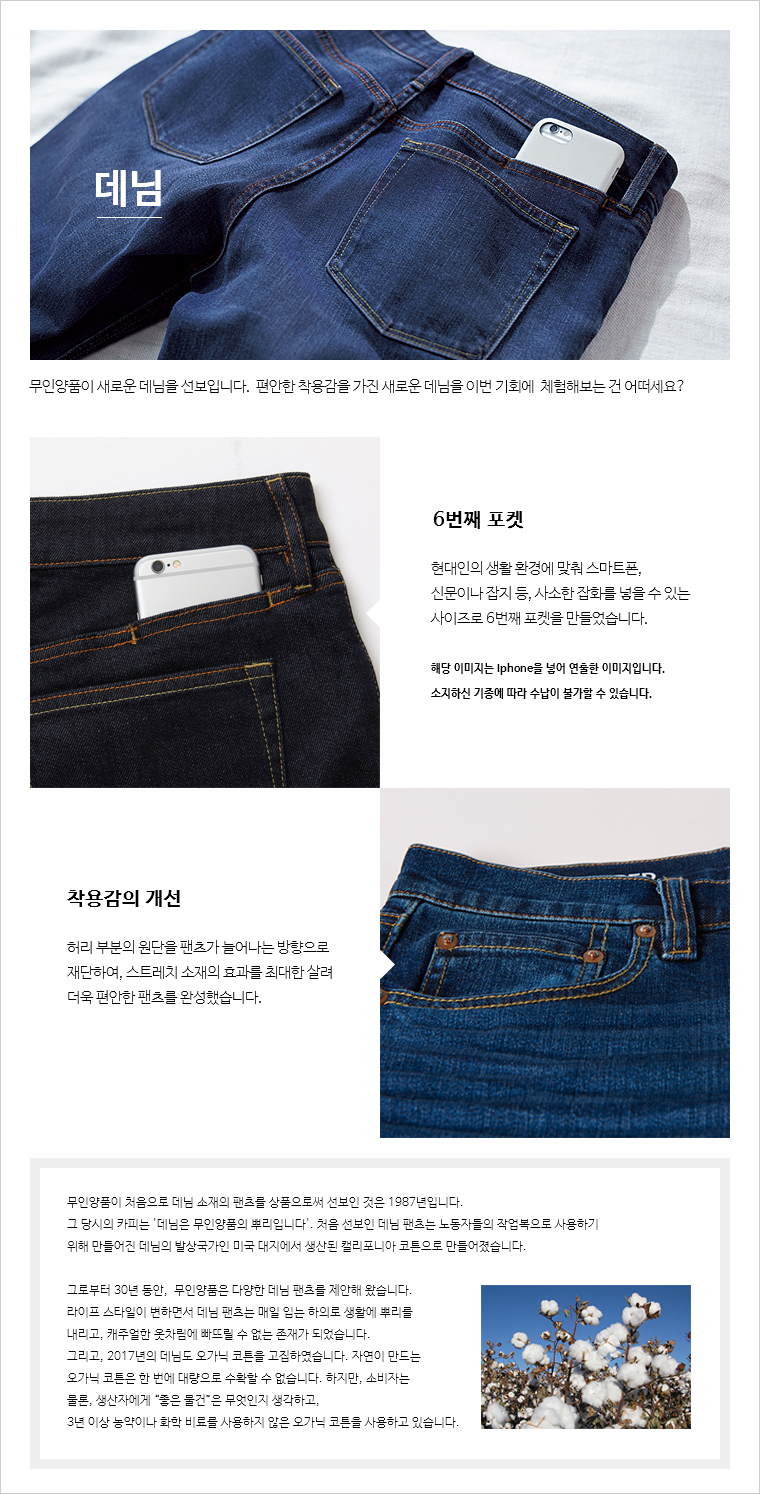 데님
무인양품이 새로운 데님을 선보입니다. 편안한 착용감을 가진 새로운 데님을 이번 기회에 체험해보는 건 어떠세요?
6번째 포켓
현대인의 생활 환경에 맞춰 스마트폰,
신문이나 잡지 등, 사소한 잡화를 넣을 수 있는
사이즈로 6번째 포켓을 만들었습니다.
해당 이미지는 Iphone을 넣어 연출한 이미지입니다.
소지하신 기종에 따라 수납이 불가할 수 있습니다.
착용감의 개선
허리 부분의 원단을 팬츠가 늘어나는 방향으로
재단하여, 스트레치 소재의 효과를 최대한 살려
더욱 편안한 팬츠를 완성했습니다.
무인양품이 처음으로 데님 소재의 팬츠를 상품으로써 선보인 것은 1987년입니다.
그 당시의 카피는 '데님은 무인양품의 뿌리입니다'. 처음 선보인 데님 팬츠는 노동자들의 작업복으로 사용하기
위해 만들어진 데님의 발상국가인 미국 대지에서 생산된 캘리포니아 코튼으로 만들어졌습니다.
그로부터 30년 동안, 무인양품은 다양한 데님 팬츠를 제안해 왔습니다.
라이프 스타일이 변하면서 데님 팬츠는 매일 입는 하의로 생활에 뿌리를
내리고, 캐주얼한 옷차림에 빠뜨릴 수 없는 존재가 되었습니다.
그리고, 2017년의 데님도 오가닉 코튼을 고집하였습니다. 자연이 만드는
오가닉 코튼은 한 번에 대량으로 수확할 수 없습니다. 하지만, 소비자는
물론, 생산자에게 “좋은 물건”은 무엇인지 생각하고,
3년 이상 농약이나 화학 비료를 사용하지 않은 오가닉 코튼을 사용하고 있습니다.